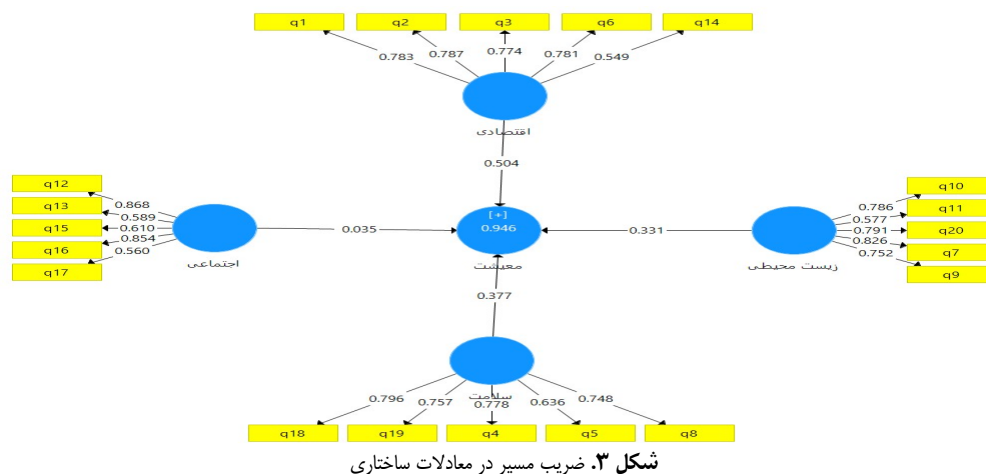 q1 q2 q3 q6 q14
0.783 0.787 0.774 0.781 0.549
اقتصادی
0.504
q12
q13
q15
q16
q17
0.868
0.589
0.610
0.854
0.560
اجتماعی
0.035
[+]
0.946
معیشت
0.331
زیست محیطی
0.786
0.577
0.791
0.826
0.752
q10
q11
q20
q7
q9
0.377
سلامت
0.796 0.757 0.778 0.636 0.748
q18 q19 q4 q5 q8
شکل ۳. ضریب مسیر در معادلات ساختاری